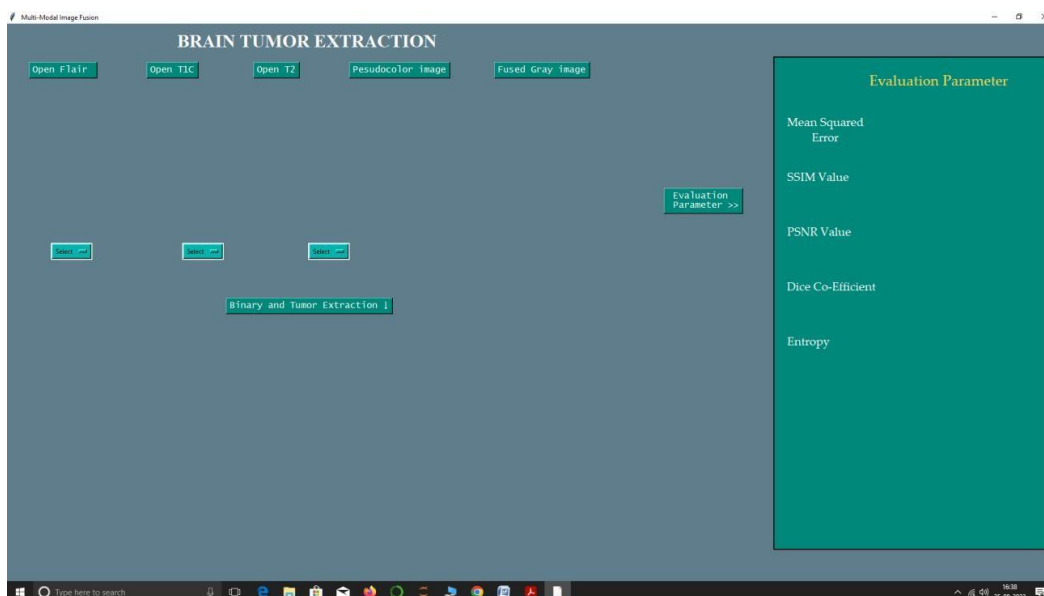 Multi-Modal Image Fusion
BRAIN TUMOR EXTRACTION
Open Flair
Open T1C
Open T2
Pesudocolor image
Fused Gray image
Evaluation Parameter
Mean Squared
Error
SSIM Value
Evaluation
Parameter >>
PSNR Value
Select
Select
Select
Dice Co-Efficient
Binary and Tumor Extraction ↓
Entropy
Type here to search
16:38